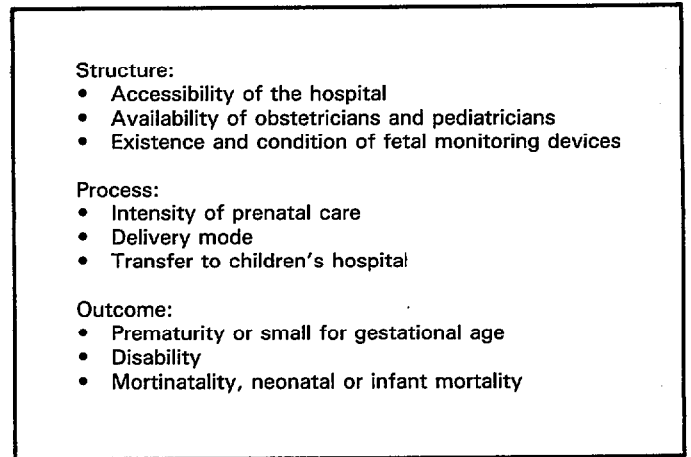 Structure:
• Accessibility of the hospital
• Availability of obstetricians and pediatricians
• Existence and condition of fetal monitoring devices
Process:
• Intensity of prenatal care
• Delivery mode
• Transfer to children's hospital
Outcome:
• Prematurity or small for gestational age
• Disability
• Mortinatality, neonatal or infant mortality